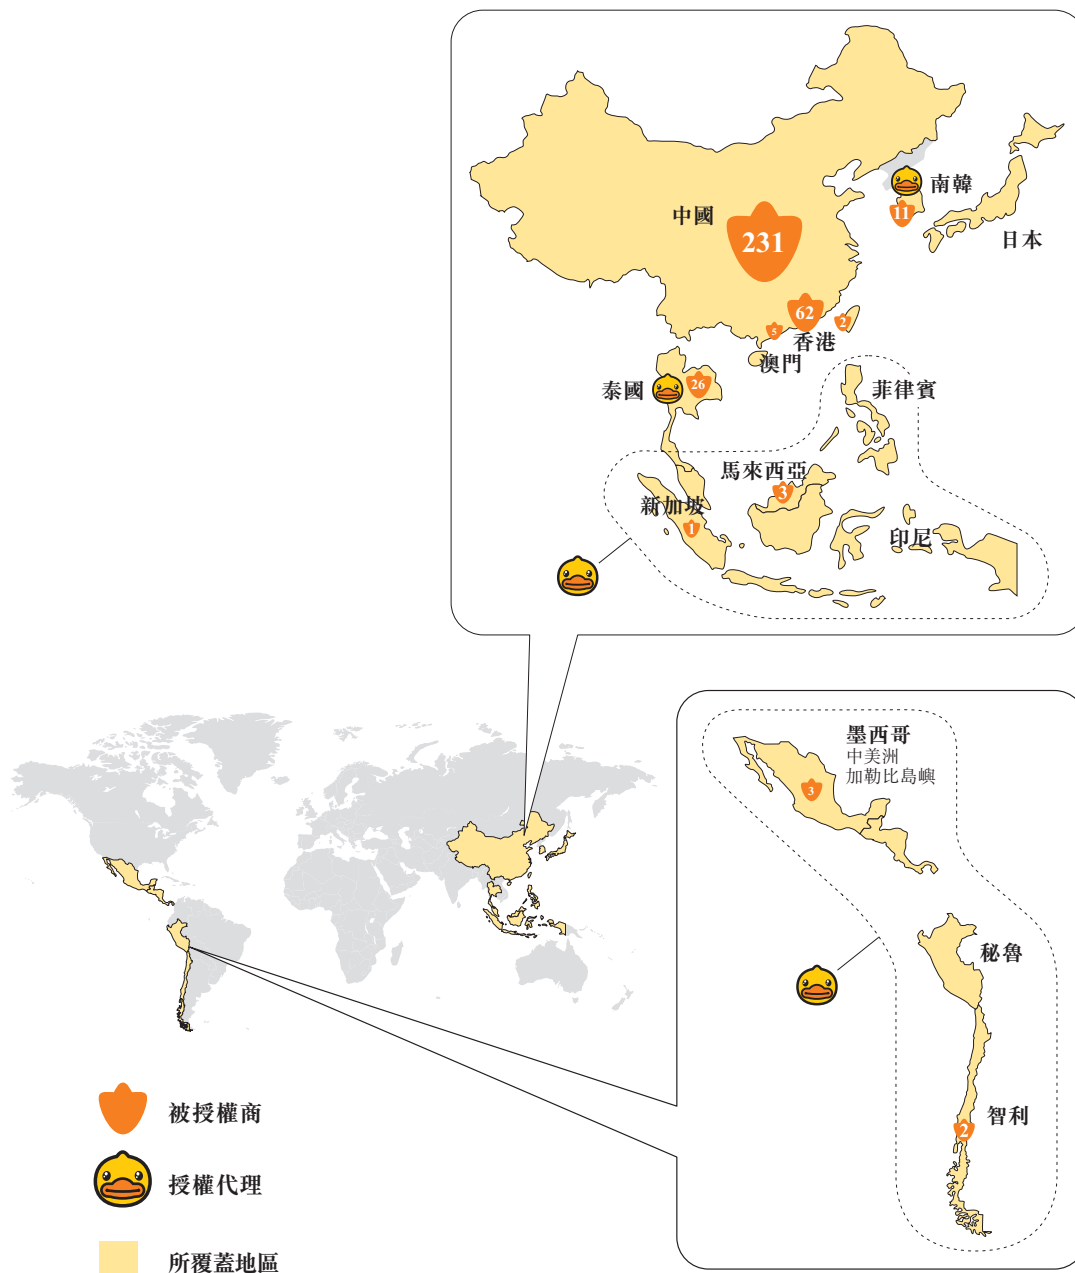 南韓
11
中國
231
日本
62
5
2
香港
澳門
泰國
26
菲律賓
馬來西亞
3
新加坡
1
印尼
墨西哥
中美洲
加勒比島嶼
3
秘魯
智利
2
被授權商
授權代理
所覆蓋地區